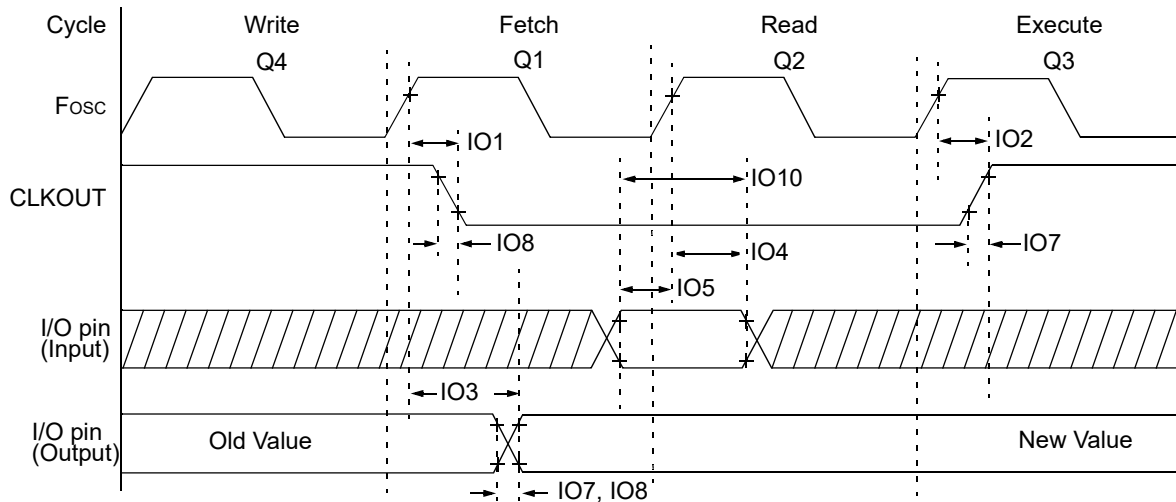 Cycle Write Fetch Read Execute
Q4 Q1 Q2 Q3
Fosc
IO1 IO2
CLKOUT
IO10
IO8 IO4 IO7
IO5
I/O pin
(Input)
IO3
I/O pin
(Output)
Old Value New Value
IO7, IO8